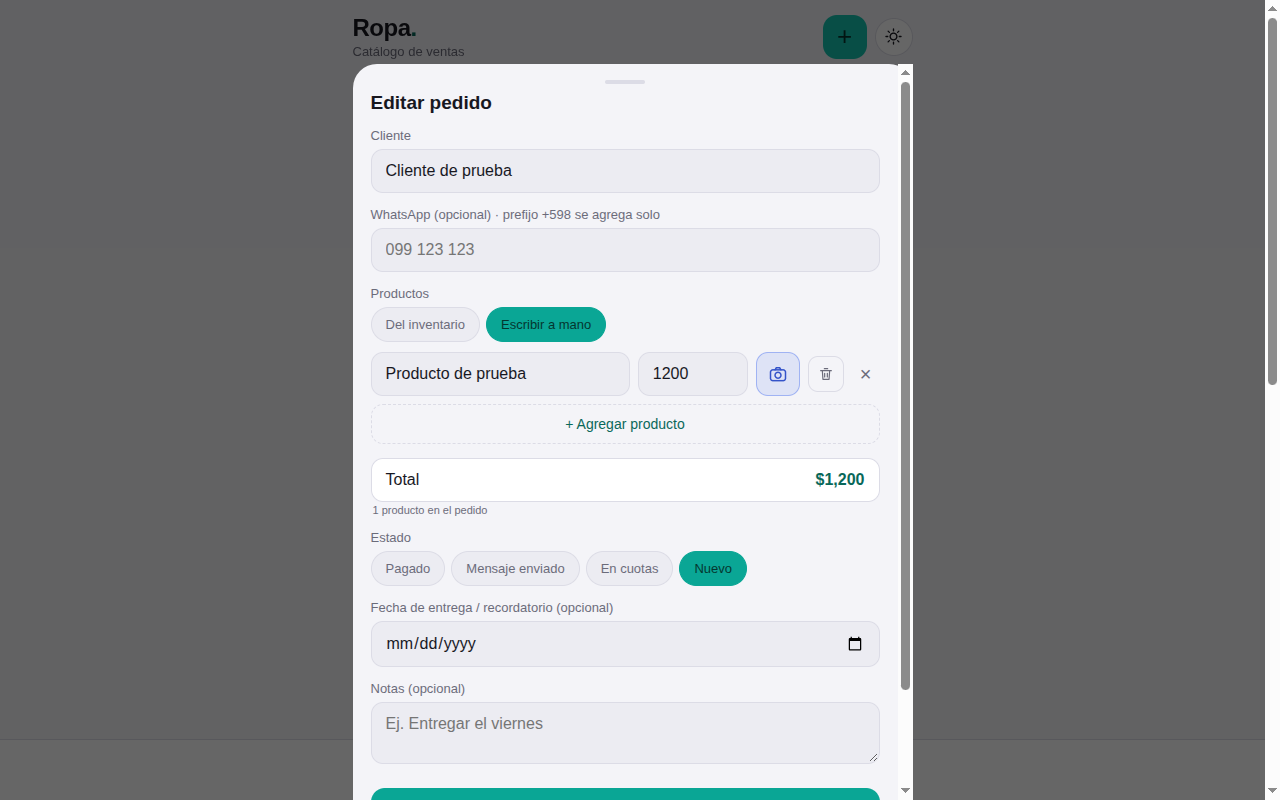 Ropa.
Catálogo de ventas
+
Editar pedido
Cliente
Cliente de prueba
WhatsApp (opcional) · prefijo +598 se agrega solo
099 123 123
Productos
Del inventario Escribir a mano
Producto de prueba 1200 ×
+ Agregar producto
Total $1,200
1 producto en el pedido
Estado
Pagado Mensaje enviado En cuotas Nuevo
Fecha de entrega / recordatorio (opcional)
mm/dd/yyyy
Notas (opcional)
Ej. Entregar el viernes